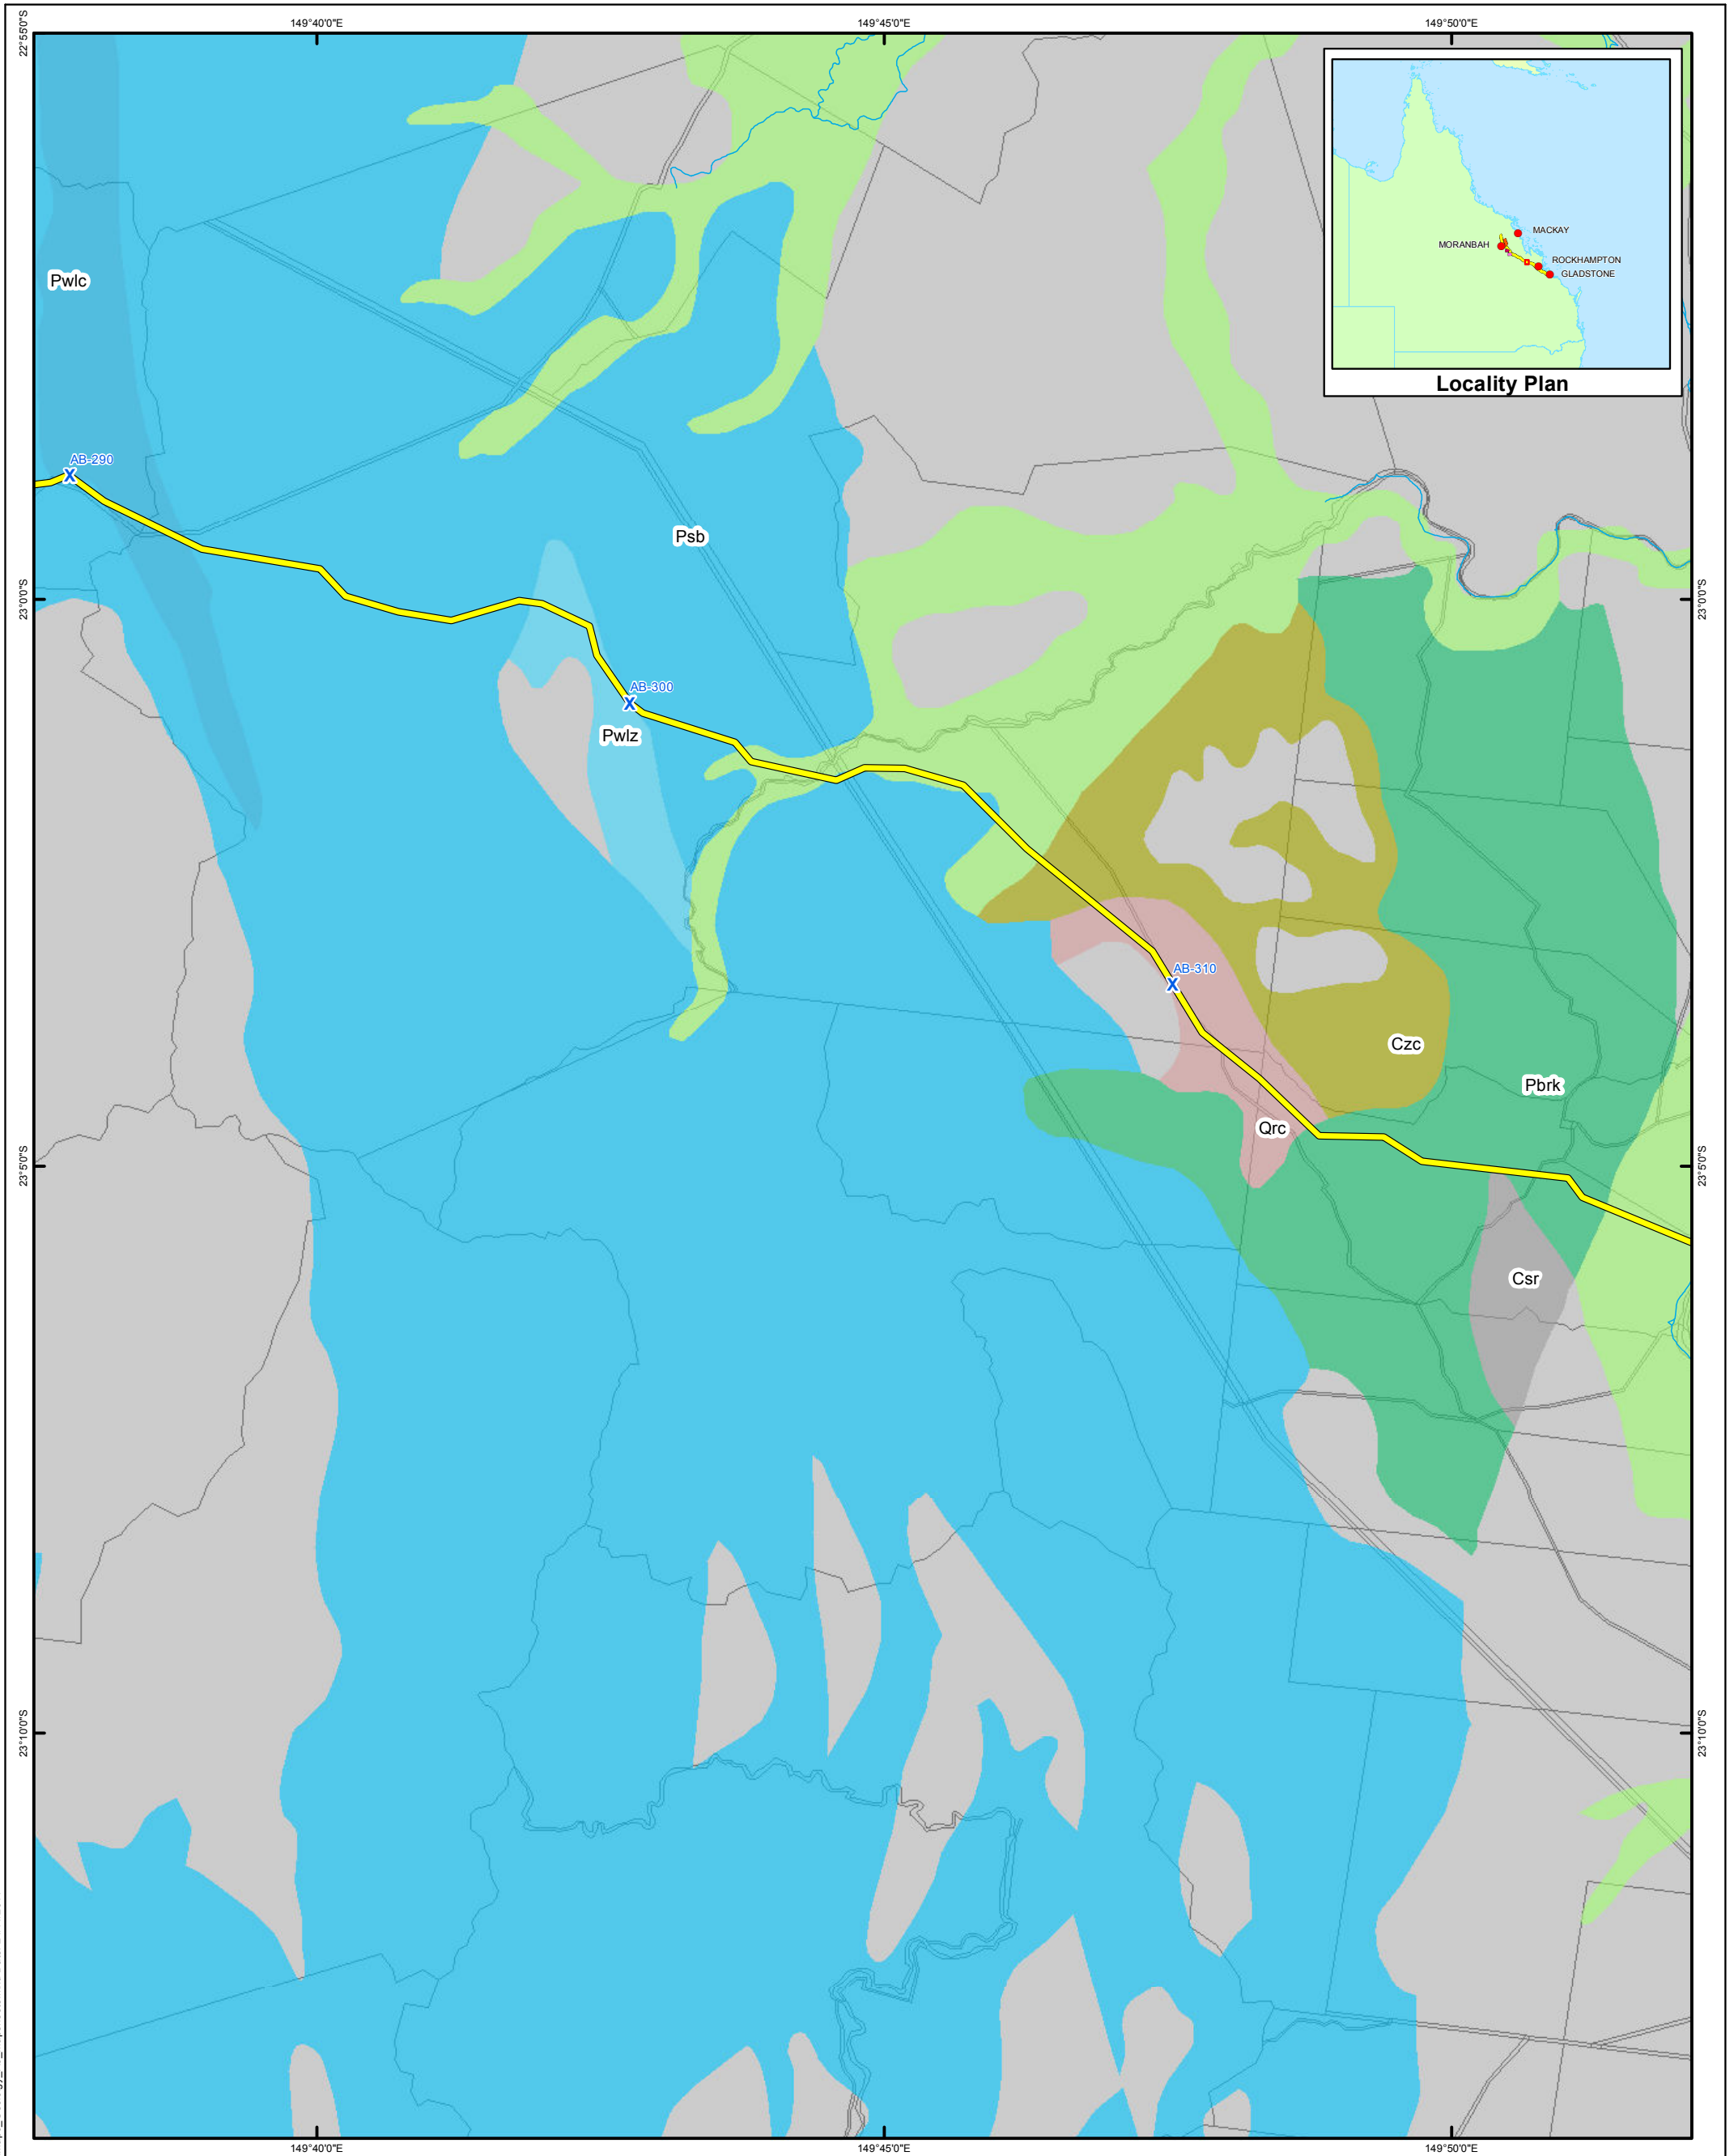 149°40'0"E
149°45'0"E
149°50'0"E
22°55'0"S
MACKAY
MORANBAH
ROCKHAMPTON
GLADSTONE
Locality Plan
Pwlc
AB-290
Psb
23°0'0"S
23°0'0"S
AB-300
Pwlz
AB-310
Czc
Pbrk
Qrc
23°5'0"S
23°5'0"S
Csr
23°10'0"S
23°10'0"S
149°40'0"E
149°45'0"E
149°50'0"E